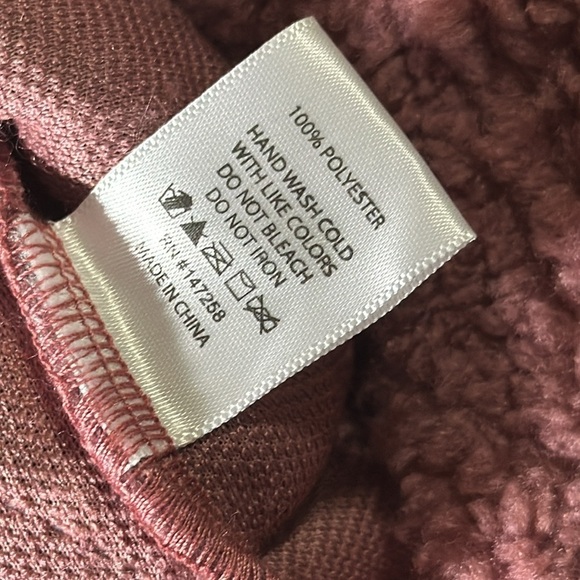 100% POLYESTER
HAND WASH COLD
WITH LIKE COLORS
DO NOT BLEACH
DO NOT IRON
RN #147258
MADE IN CHINA